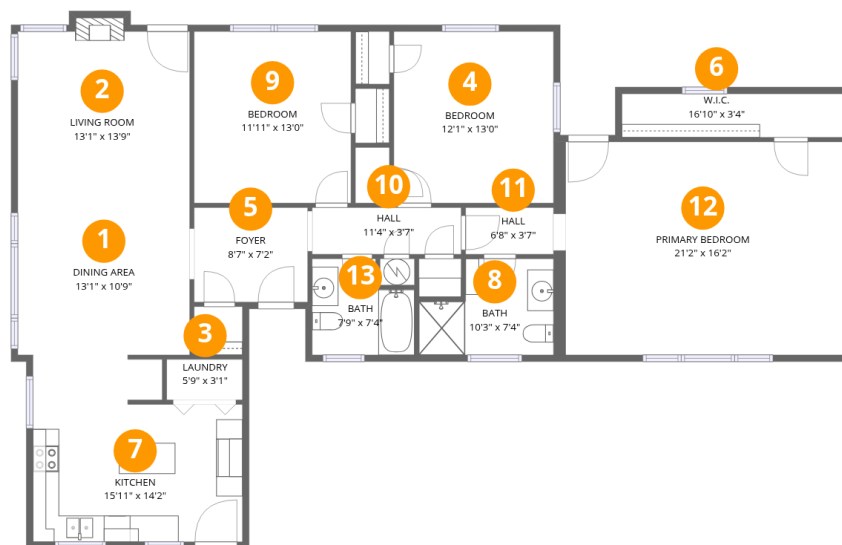 2
LIVING ROOM
13'1" x 13'9"
9
BEDROOM
11'11" x 13'0"
4
BEDROOM
12'1" x 13'0"
6
W.I.C.
16'10" x 3'4"
1
DINING AREA
13'1" x 10'9"
5
FOYER
8'7" x 7'2"
10
HALL
11'4" x 3'7"
11
HALL
6'8" x 3'7"
12
PRIMARY BEDROOM
21'2" x 16'2"
13
BATH
7'9" x 7'4"
8
BATH
10'3" x 7'4"
3
LAUNDRY
5'9" x 3'1"
7
KITCHEN
15'11" x 14'2"